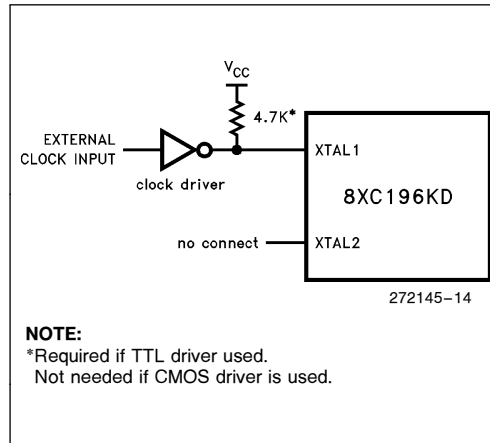 VCC
4.7K*
EXTERNAL
CLOCK INPUT
clock driver
XTAL1
8XC196KD
no connect
XTAL2
272145–14
NOTE:
*Required if TTL driver used.
Not needed if CMOS driver is used.